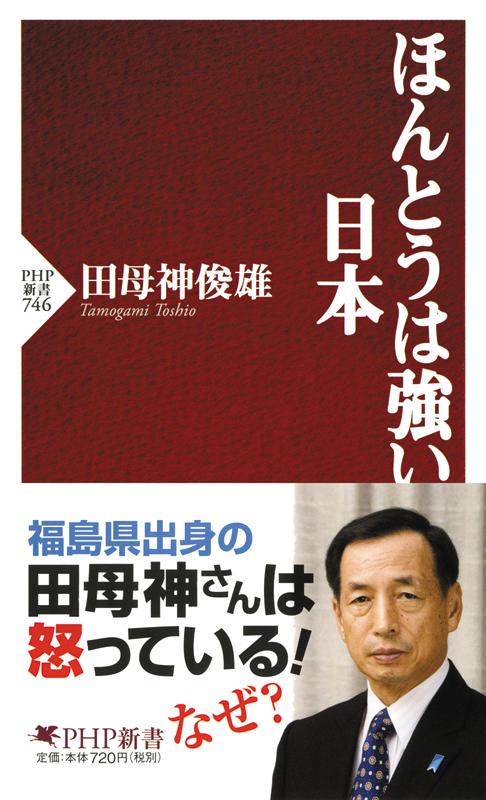 ほんとうは強い
日本
田母神俊雄
Tamogami Toshio
PHP
新書
746
福島県出身の
田母神さんは
怒っている!
なぜ?
PHP新書
定価:本体720円(税別)